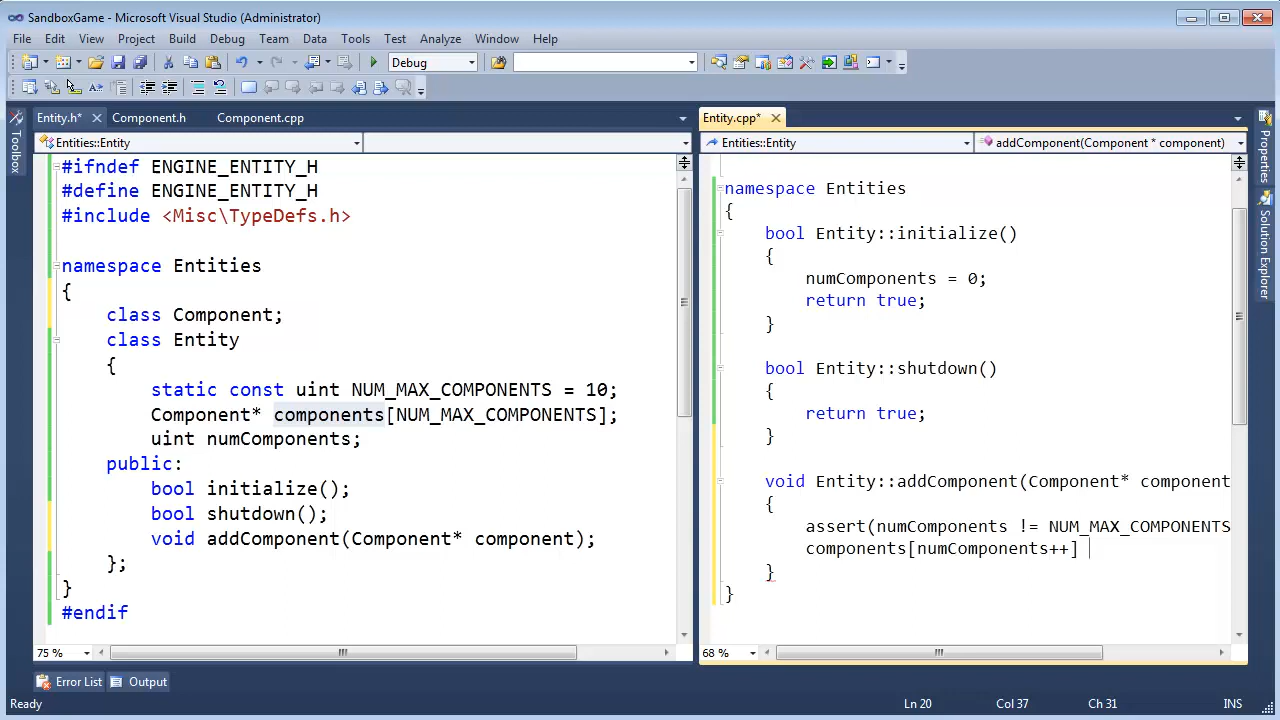 SandboxGame - Microsoft Visual Studio (Administrator)
File Edit View Project Build Debug Team Data Tools Test Analyze Window Help
Debug
Entity.h* Component.h Component.cpp
Entities::Entity
#ifndef ENGINE_ENTITY_H
#define ENGINE_ENTITY_H
#include <Misc\TypeDefs.h>
namespace Entities
{
class Component;
class Entity
{
static const uint NUM_MAX_COMPONENTS = 10;
Component* components[NUM_MAX_COMPONENTS];
uint numComponents;
public:
bool initialize();
bool shutdown();
void addComponent(Component* component);
};
}
#endif
75 %
Entity.cpp*
Entities::Entity addComponent(Component * component)
namespace Entities
{
bool Entity::initialize()
{
numComponents = 0;
return true;
}
bool Entity::shutdown()
{
return true;
}
void Entity::addComponent(Component* component
{
assert(numComponents != NUM_MAX_COMPONENTS
components[numComponents++]
}
}
68 %
Toolbox
Properties
Solution Explorer
Error List Output
Ready Ln 20 Col 37 Ch 31 INS